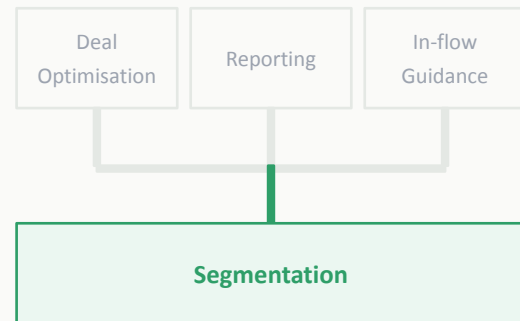 Deal
Optimisation
Reporting
In-flow
Guidance
Segmentation